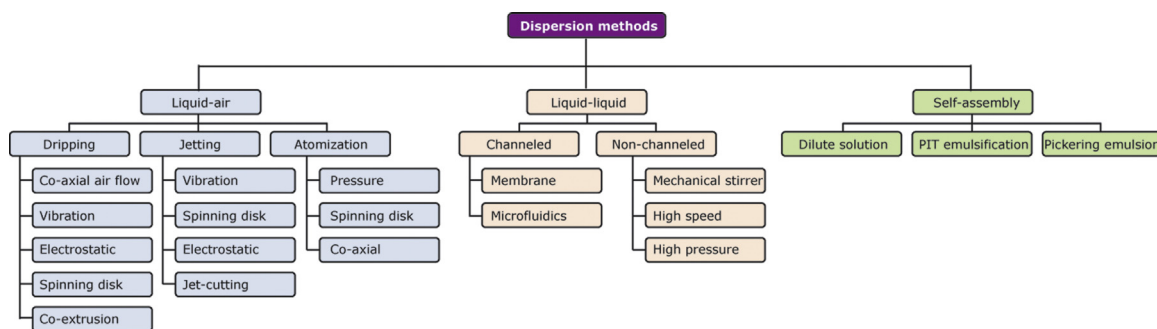 Dispersion methods
Liquid-air
Liquid-liquid
Self-assembly
Dripping
Jetting
Atomization
Channeled
Non-channeled
Dilute solution
PIT emulsification
Pickering emulsion
Co-axial air flow
Vibration
Electrostatic
Spinning disk
Co-extrusion
Vibration
Spinning disk
Electrostatic
Jet-cutting
Pressure
Spinning disk
Co-axial
Membrane
Microfluidics
Mechanical stirrer
High speed
High pressure